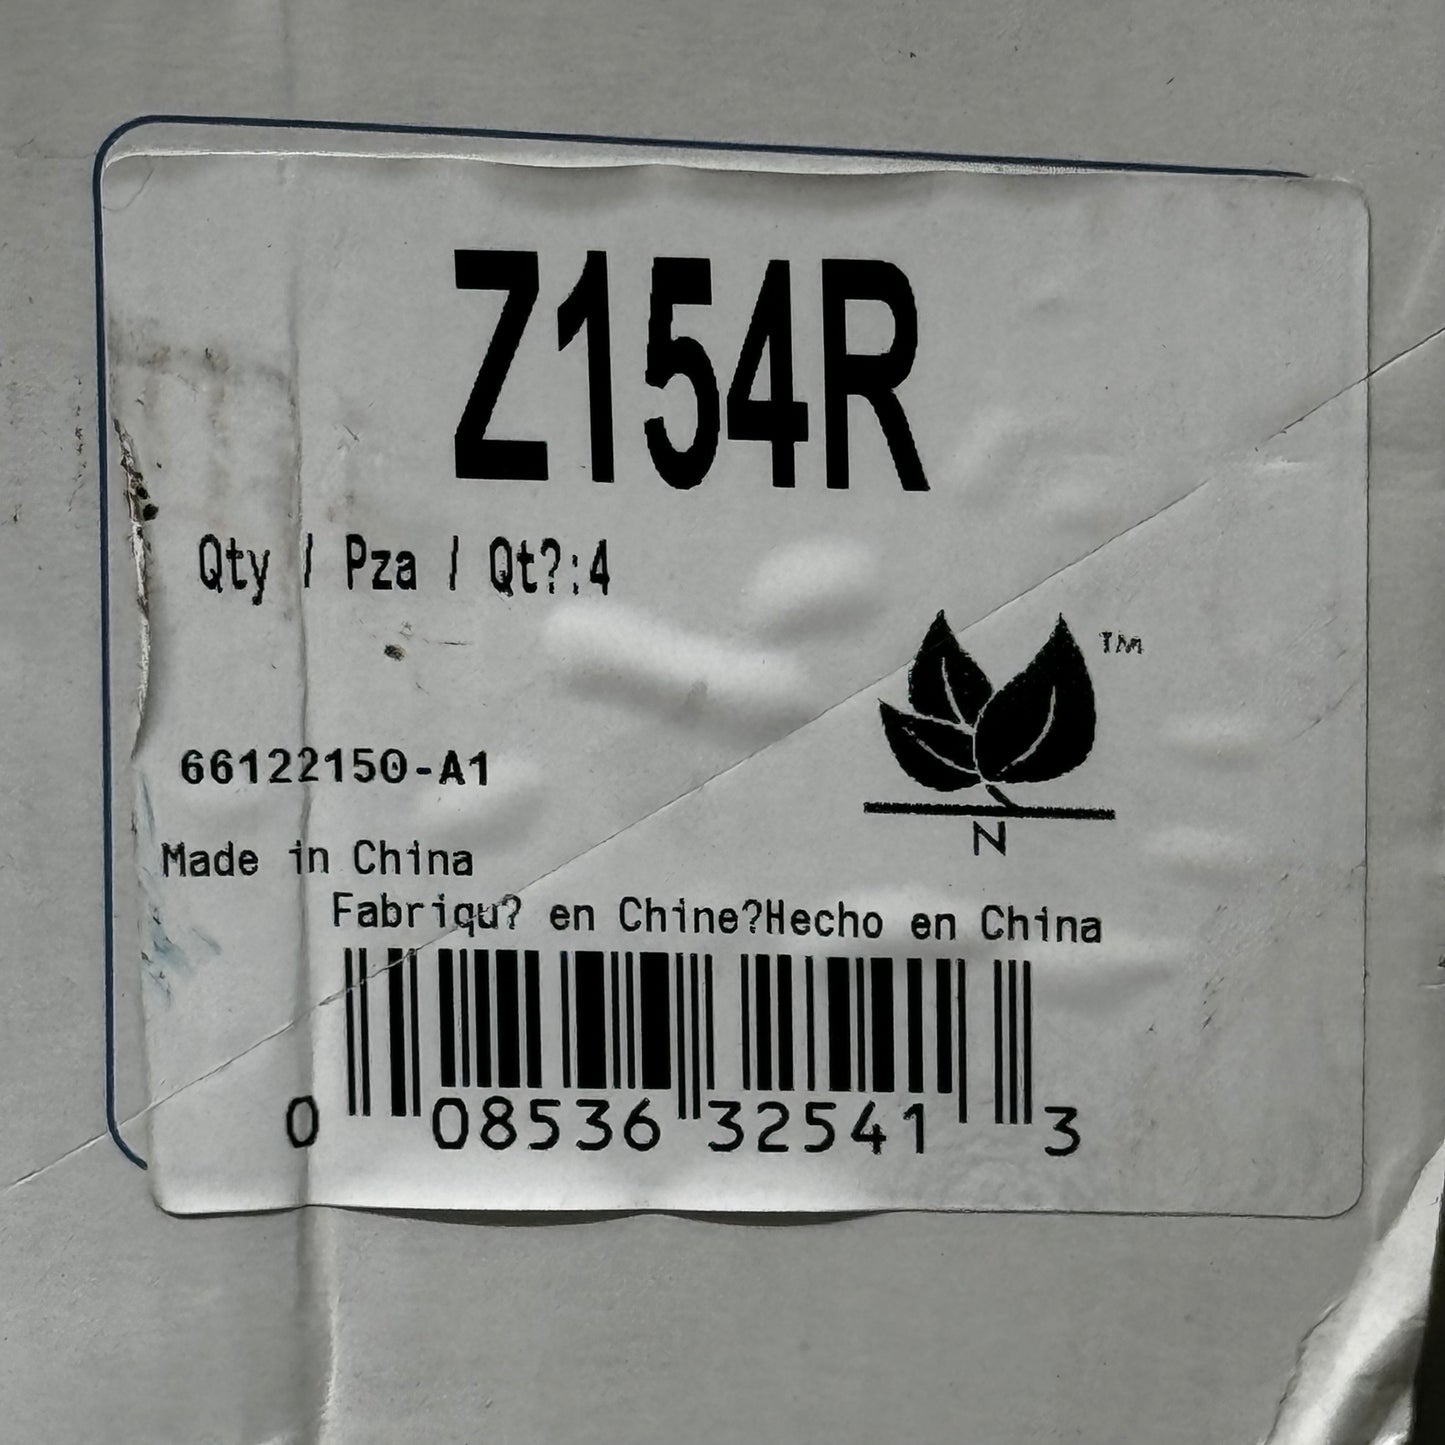 Z154R
Qty / Pza / Qt?:4
TM
66122150-A1
N
Made in China
Fabriqu? en Chine?Hecho en China
0 08536 32541 3